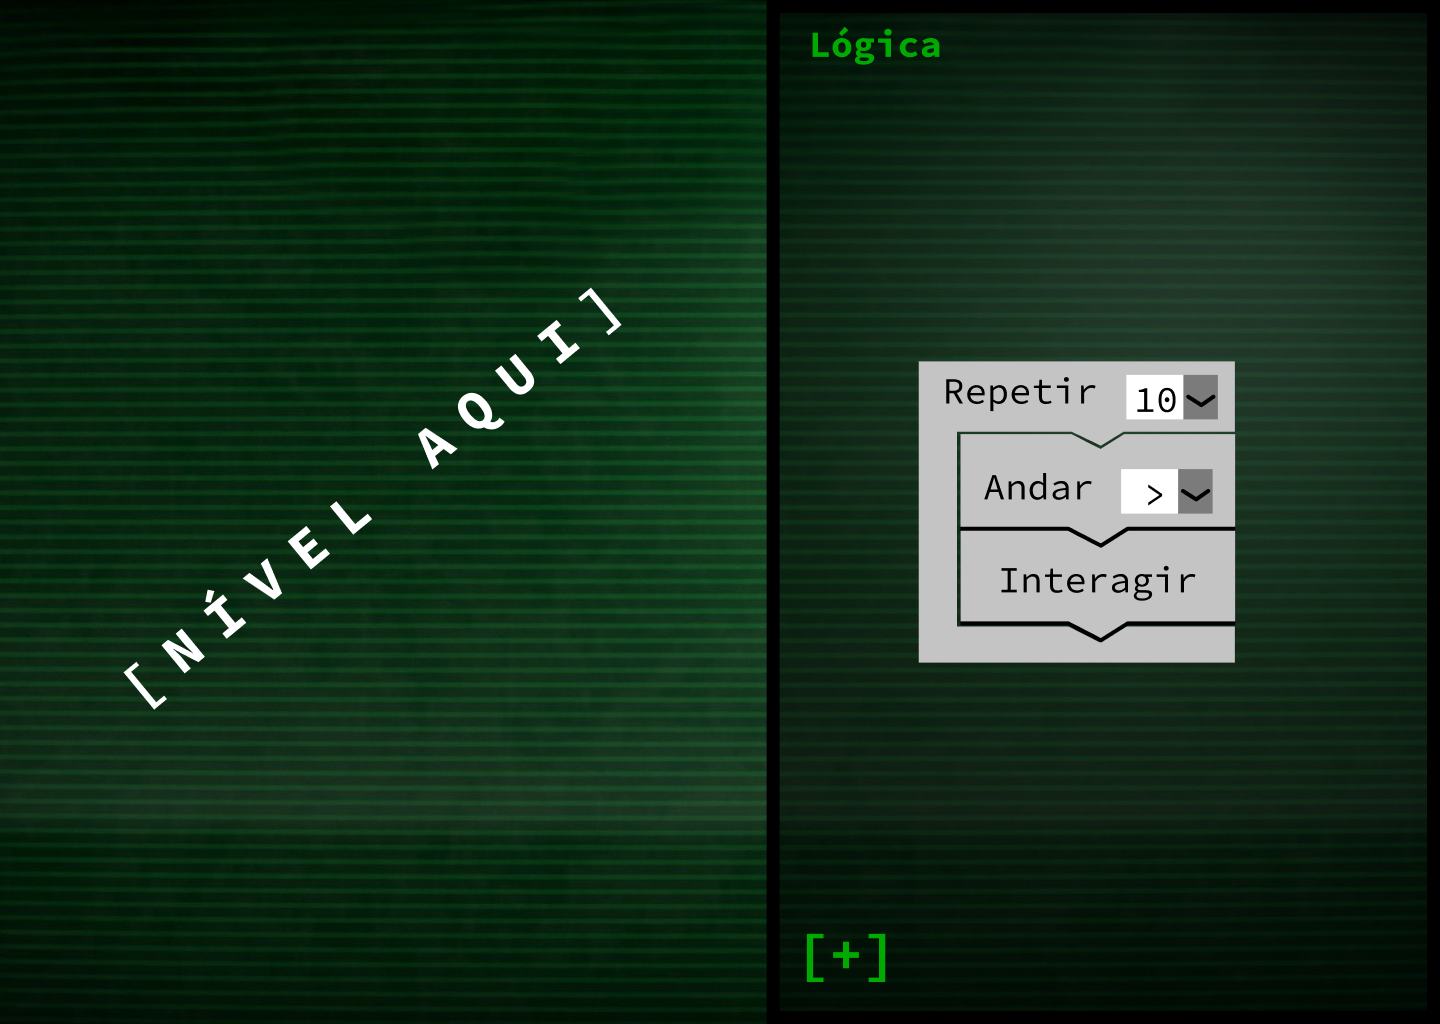 [NÍVEL AQUI]
Lógica
Repetir 10
Andar >
Interagir
[+]